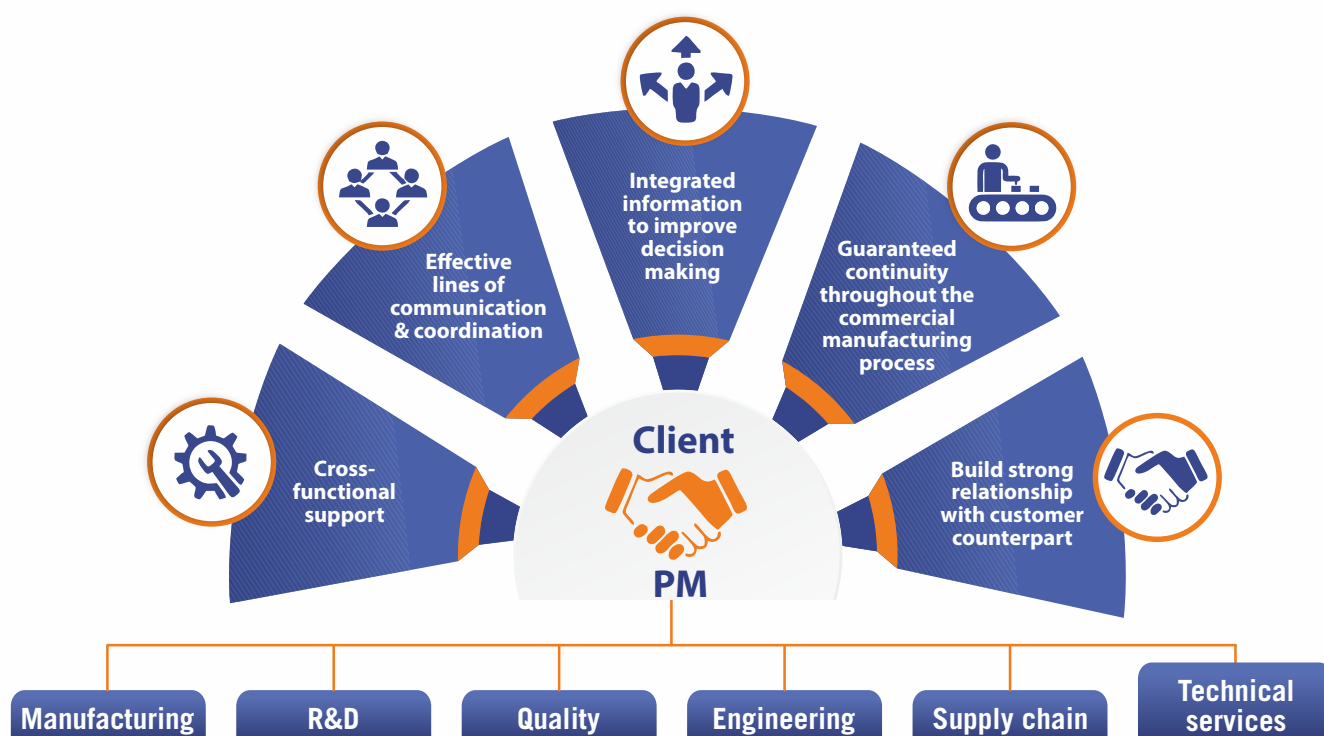 Integrated
information
to improve
decision
making
Effective
lines of
communication
& coordination
Guaranteed
continuity
throughout the
commercial
manufacturing
process
Cross-
functional
support
Client
PM
Build strong
relationship
with customer
counterpart
Manufacturing
R&D
Quality
Engineering
Supply chain
Technical
services